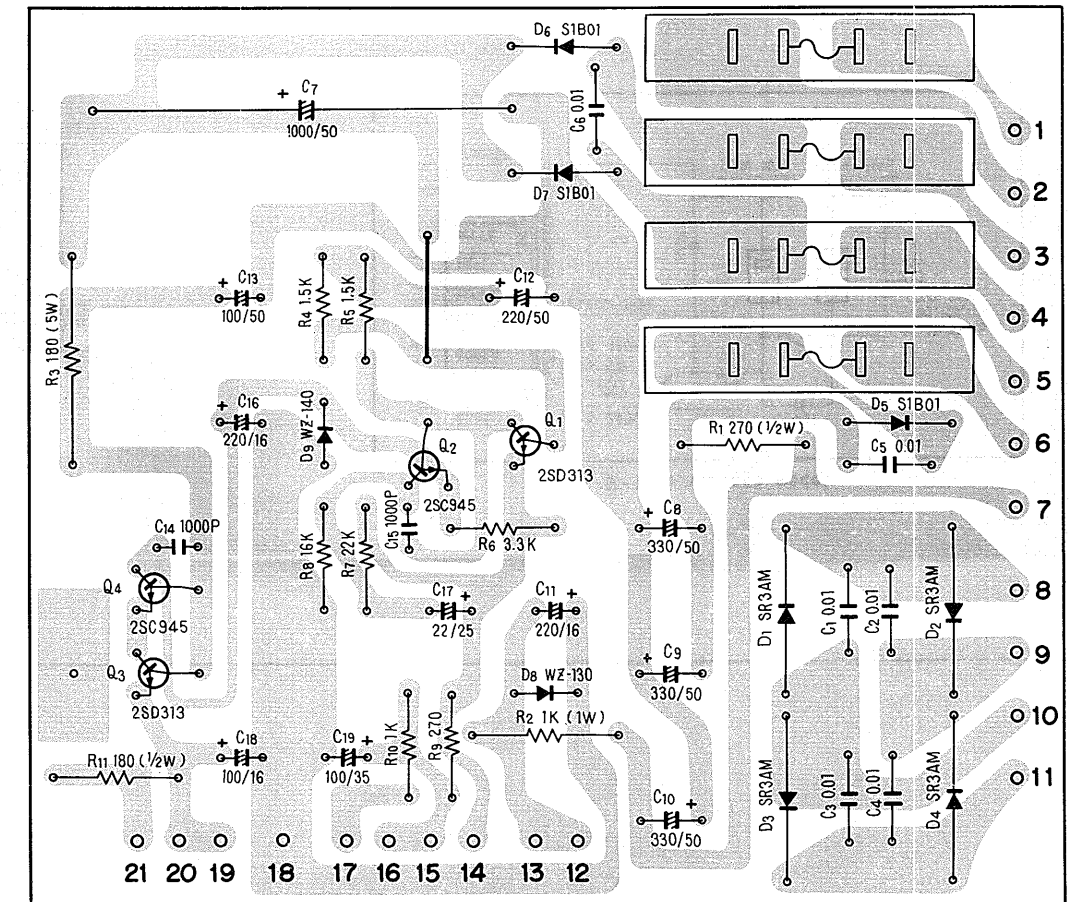 D6 S1B01
+ C7
1000/50
C6 0.01
1
D7 S1B01
2
3
+ C13
100/50
R4 1.5K
R5 1.5K
+ C12
220/50
4
R3 180 (5W)
5
D5 S1B01
+ C16
220/16
D9 WZ-140
Q2
2SC945
Q1
2SD313
R1 270 (1/2W)
C5 0.01
6
7
C14 1000P
R8 16K
R7 22K
C15 1000P
R6 3.3K
+ C8
330/50
Q4
2SC945
C17 +
22/25
C11 +
220/16
D1 SR3AM
C1 0.01
C2 0.01
D2 SR3AM
8
Q3
2SD313
D8 WZ-130
+ C9
330/50
9
R2 1K (1W)
10
R11 180 (1/2W)
+ C18
100/16
C19 +
100/35
R10 1K
R9 270
C10 +
330/50
D3 SR3AM
C3 0.01
C4 0.01
D4 SR3AM
11
21 20 19 18 17 16 15 14 13 12